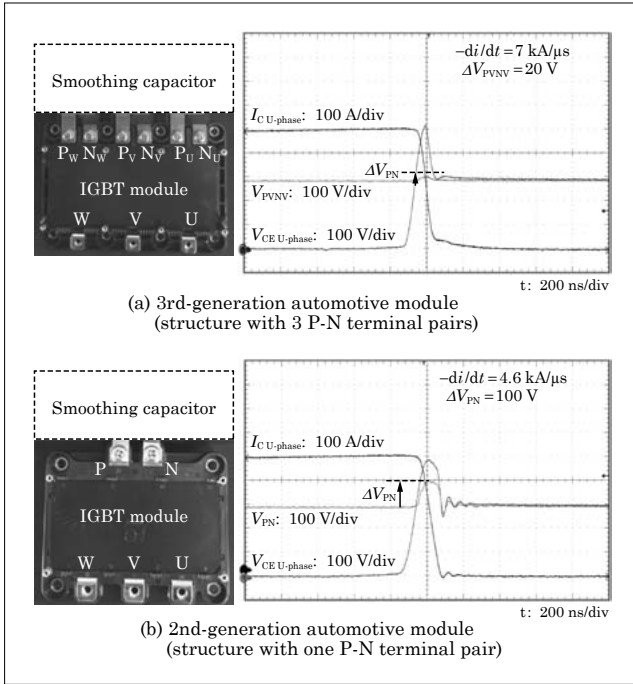 Smoothing capacitor
P_W N_W P_V N_V P_U N_U
IGBT module
W V U
−di/dt = 7 kA/μs
ΔV_PVNV = 20 V
I_C U-phase: 100 A/div
ΔV_PN
V_PVNV: 100 V/div
V_CE U-phase: 100 V/div
t: 200 ns/div
(a) 3rd-generation automotive module
(structure with 3 P-N terminal pairs)
Smoothing capacitor
P N
IGBT module
W V U
−di/dt = 4.6 kA/μs
ΔV_PN = 100 V
I_C U-phase: 100 A/div
ΔV_PN
V_PN: 100 V/div
V_CE U-phase: 100 V/div
t: 200 ns/div
(b) 2nd-generation automotive module
(structure with one P-N terminal pair)